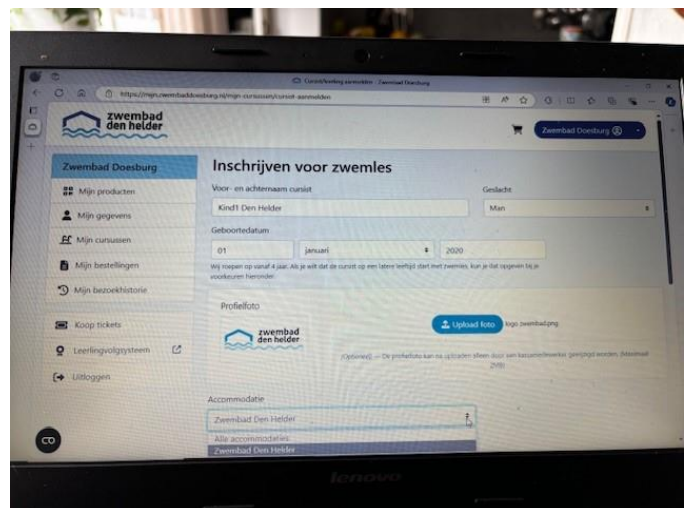 Cursist/leerling aanmelden - Zwembad Doesburg
https://mijn.zwembaddoesburg.nl/mijn-cursussen/cursist-aanmelden
zwembad
den helder
Zwembad Doesburg
Zwembad Doesburg
Mijn producten
Mijn gegevens
Mijn cursussen
Mijn bestellingen
Mijn bezoekhistorie
Koop tickets
Leerlingvolgsysteem
Uitloggen
Inschrijven voor zwemles
Voor- en achternaam cursist
Geslacht
Kind1 Den Helder
Man
Geboortedatum
01
januari
2020
Wij roepen op vanaf 4 jaar. Als je wilt dat de cursist op een latere leeftijd start met zwemles, kun je dat opgeven bij je
voorkeuren hieronder.
Profielfoto
zwembad
den helder
Upload foto
logo zwembad.png
(Optioneel) — De profielfoto kan na uploaden alleen door een kassamedewerker gewijzigd worden. (Maximaal
2MB)
Accommodatie
Zwembad Den Helder
Alle accommodaties
Zwembad Den Helder
lenovo